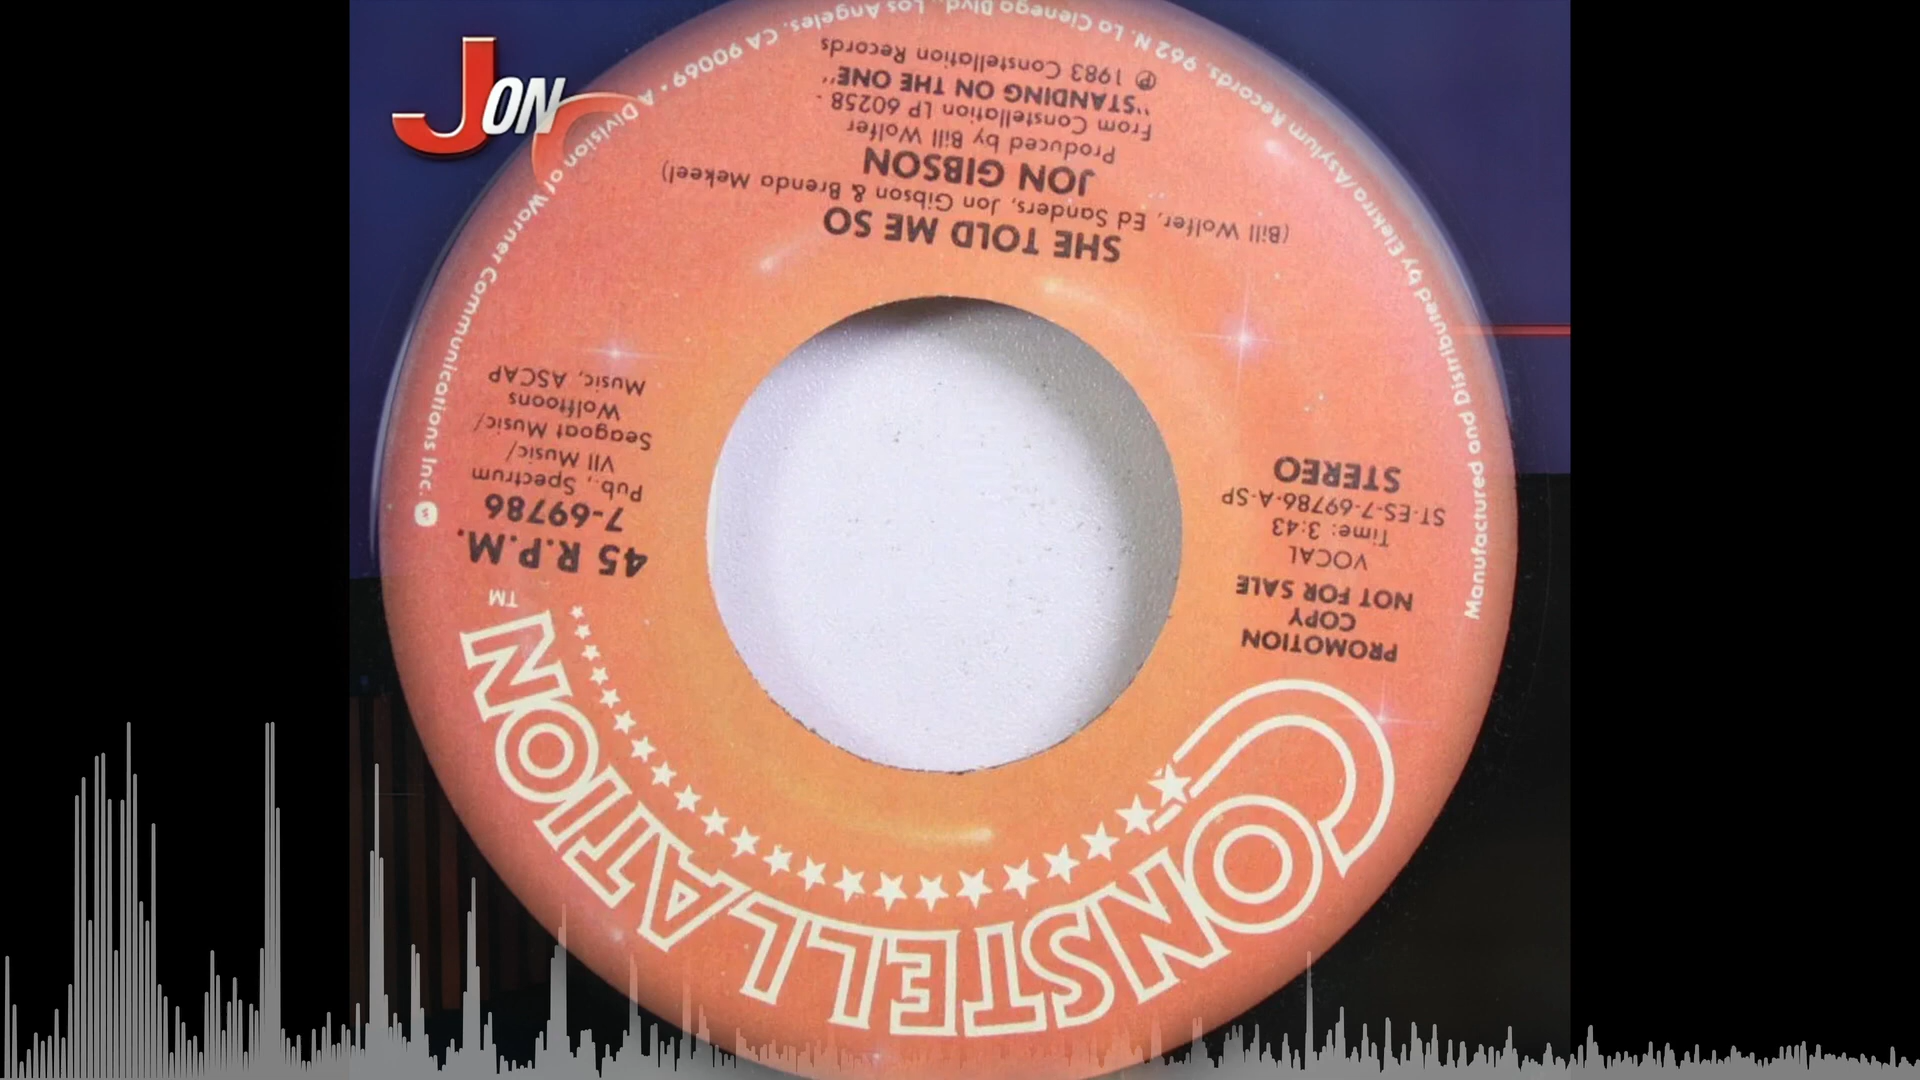 JON
CONSTELLATION
TM
PROMOTION
COPY
NOT FOR SALE
VOCAL
Time: 3:43
ST-ES-7-69786-A-SP
STEREO
45 R.P.M.
7-69786
Pub., Spectrum
VII Music/
Seagoat Music/
Wolftoons
Music, ASCAP
SHE TOLD ME SO
(Bill Wolfer, Ed Sanders, Jon Gibson & Brenda Mekeel)
JON GIBSON
Produced by Bill Wolfer
From Constellation LP 60258 -
"STANDING ON THE ONE"
℗ 1983 Constellation Records
Manufactured and Distributed by Elektra/Asylum Records, 962 N. La Cienega Blvd., Los Angeles, CA 90069 • A Division of Warner Communications Inc. w